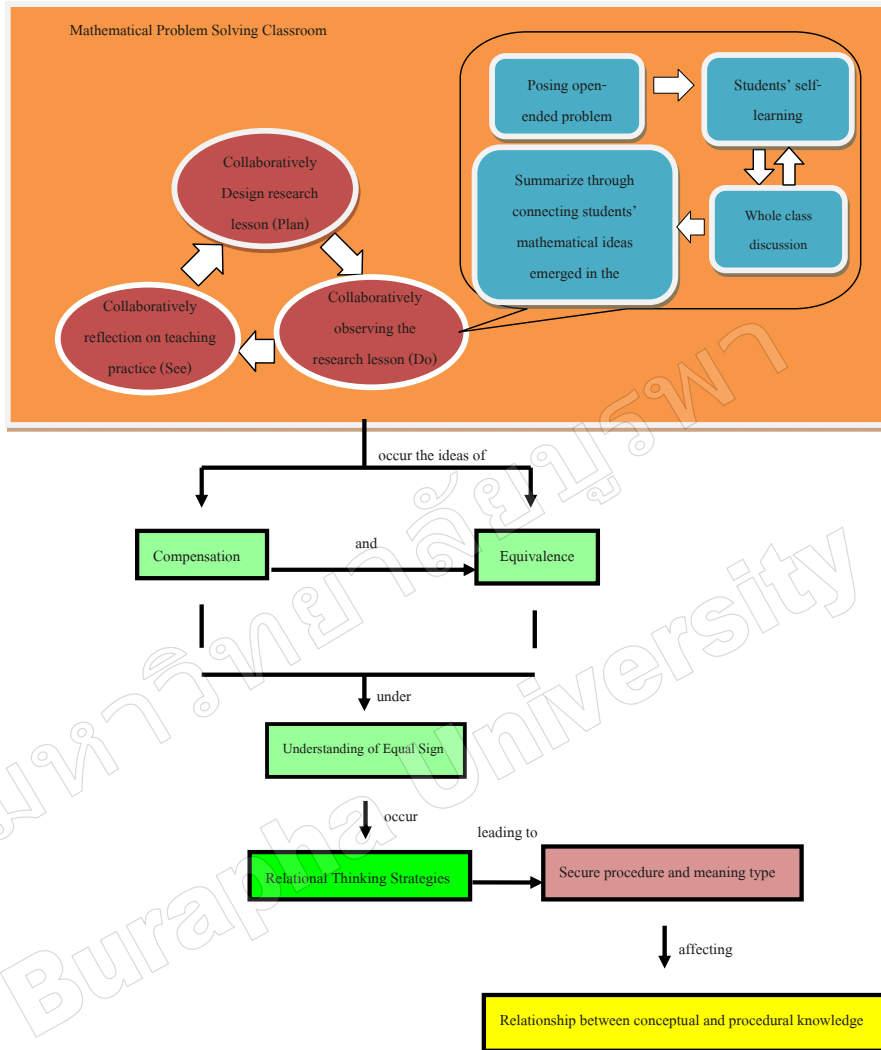 Mathematical Problem Solving Classroom
Posing open-
ended problem
Students' self-
learning
Whole class
discussion
Summarize through
connecting students'
mathematical ideas
emerged in the
Collaboratively
Design research
lesson (Plan)
Collaboratively
observing the
research lesson (Do)
Collaboratively
reflection on teaching
practice (See)
occur the ideas of
Compensation
and
Equivalence
under
Understanding of Equal Sign
occur
Relational Thinking Strategies
leading to
Secure procedure and meaning type
affecting
Relationship between conceptual and procedural knowledge
มหาวิทยาลัยบูรพา
Burapha University